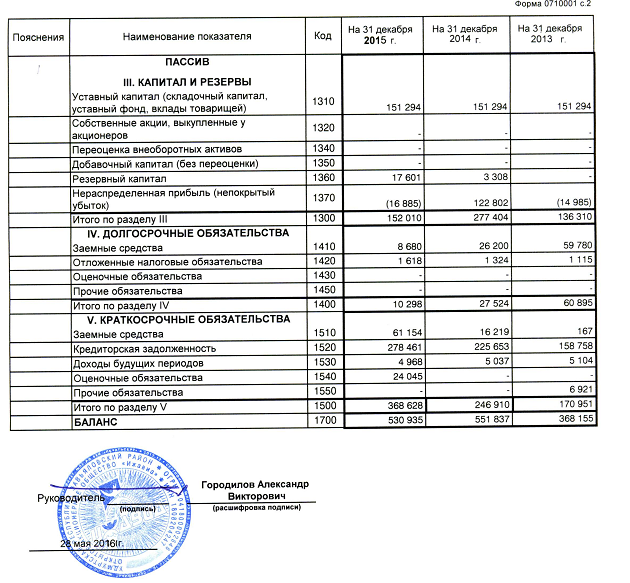 Форма 0710001 с.2
Пояснения Наименование показателя Код На 31 декабря 2015 г. На 31 декабря 2014 г. На 31 декабря 2013 г.
ПАССИВ
III. КАПИТАЛ И РЕЗЕРВЫ
Уставный капитал (складочный капитал,
уставный фонд, вклады товарищей) 1310 151 294 151 294 151 294
Собственные акции, выкупленные у
акционеров 1320 - - -
Переоценка внеоборотных активов 1340 - - -
Добавочный капитал (без переоценки) 1350 - - -
Резервный капитал 1360 17 601 3 308 -
Нераспределенная прибыль (непокрытый
убыток) 1370 (16 885) 122 802 (14 985)
Итого по разделу III 1300 152 010 277 404 136 310
IV. ДОЛГОСРОЧНЫЕ ОБЯЗАТЕЛЬСТВА
Заемные средства 1410 8 680 26 200 59 780
Отложенные налоговые обязательства 1420 1 618 1 324 1 115
Оценочные обязательства 1430 - - -
Прочие обязательства 1450 - - -
Итого по разделу IV 1400 10 298 27 524 60 895
V. КРАТКОСРОЧНЫЕ ОБЯЗАТЕЛЬСТВА
Заемные средства 1510 61 154 16 219 167
Кредиторская задолженность 1520 278 461 225 653 158 758
Доходы будущих периодов 1530 4 968 5 037 5 104
Оценочные обязательства 1540 24 045 - -
Прочие обязательства 1550 - - 6 921
Итого по разделу V 1500 368 628 246 910 170 951
БАЛАНС 1700 530 935 551 837 368 155
Руководитель Городилов Александр
Викторович
(подпись) (расшифровка подписи)
28 мая 2016 г.